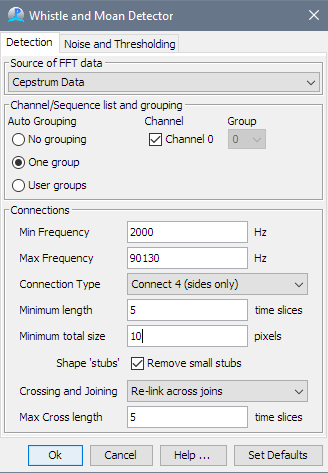 Whistle and Moan Detector
Detection Noise and Thresholding
Source of FFT data
Cepstrum Data
Channel/Sequence list and grouping
Auto Grouping Channel Group
No grouping Channel 0 0
One group
User groups
Connections
Min Frequency 2000 Hz
Max Frequency 90130 Hz
Connection Type Connect 4 (sides only)
Minimum length 5 time slices
Minimum total size 10 pixels
Shape 'stubs' Remove small stubs
Crossing and Joining Re-link across joins
Max Cross length 5 time slices
Ok Cancel Help ... Set Defaults